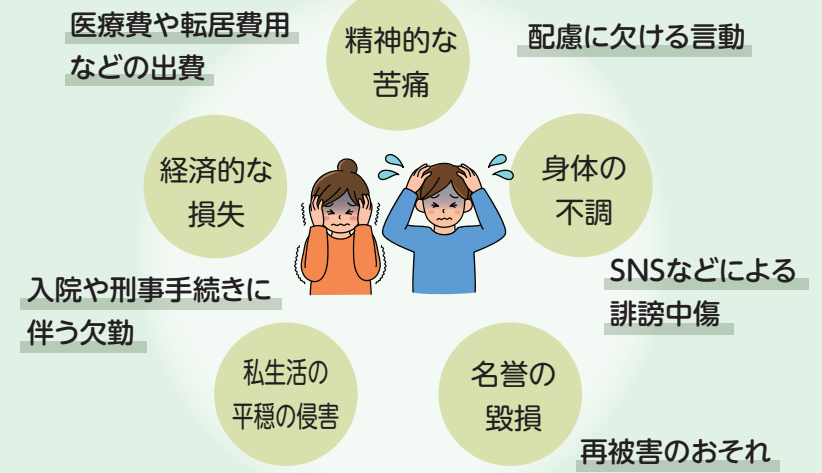 医療費や転居費用
などの出費
精神的な
苦痛
配慮に欠ける言動
経済的な
損失
身体の
不調
入院や刑事手続きに
伴う欠勤
SNSなどによる
誹謗中傷
私生活の
平穏の侵害
名誉の
毀損
再被害のおそれ